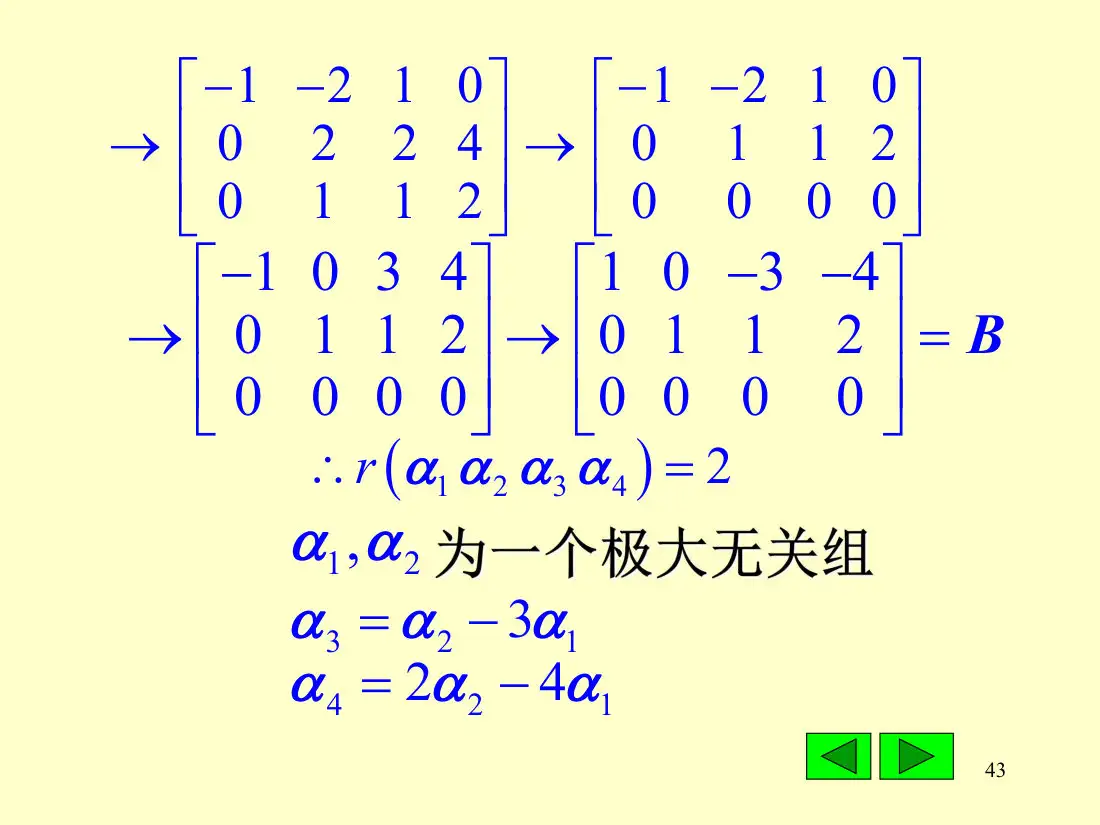 → [−1 −2 1 0 → [−1 −2 1 0
0 2 2 4 0 1 1 2
0 1 1 2] 0 0 0 0]
→ [−1 0 3 4 → [1 0 −3 −4
0 1 1 2 0 1 1 2
0 0 0 0] 0 0 0 0] = B
∴ r(α₁ α₂ α₃ α₄) = 2
α₁, α₂ 为一个极大无关组
α₃ = α₂ − 3α₁
α₄ = 2α₂ − 4α₁
43